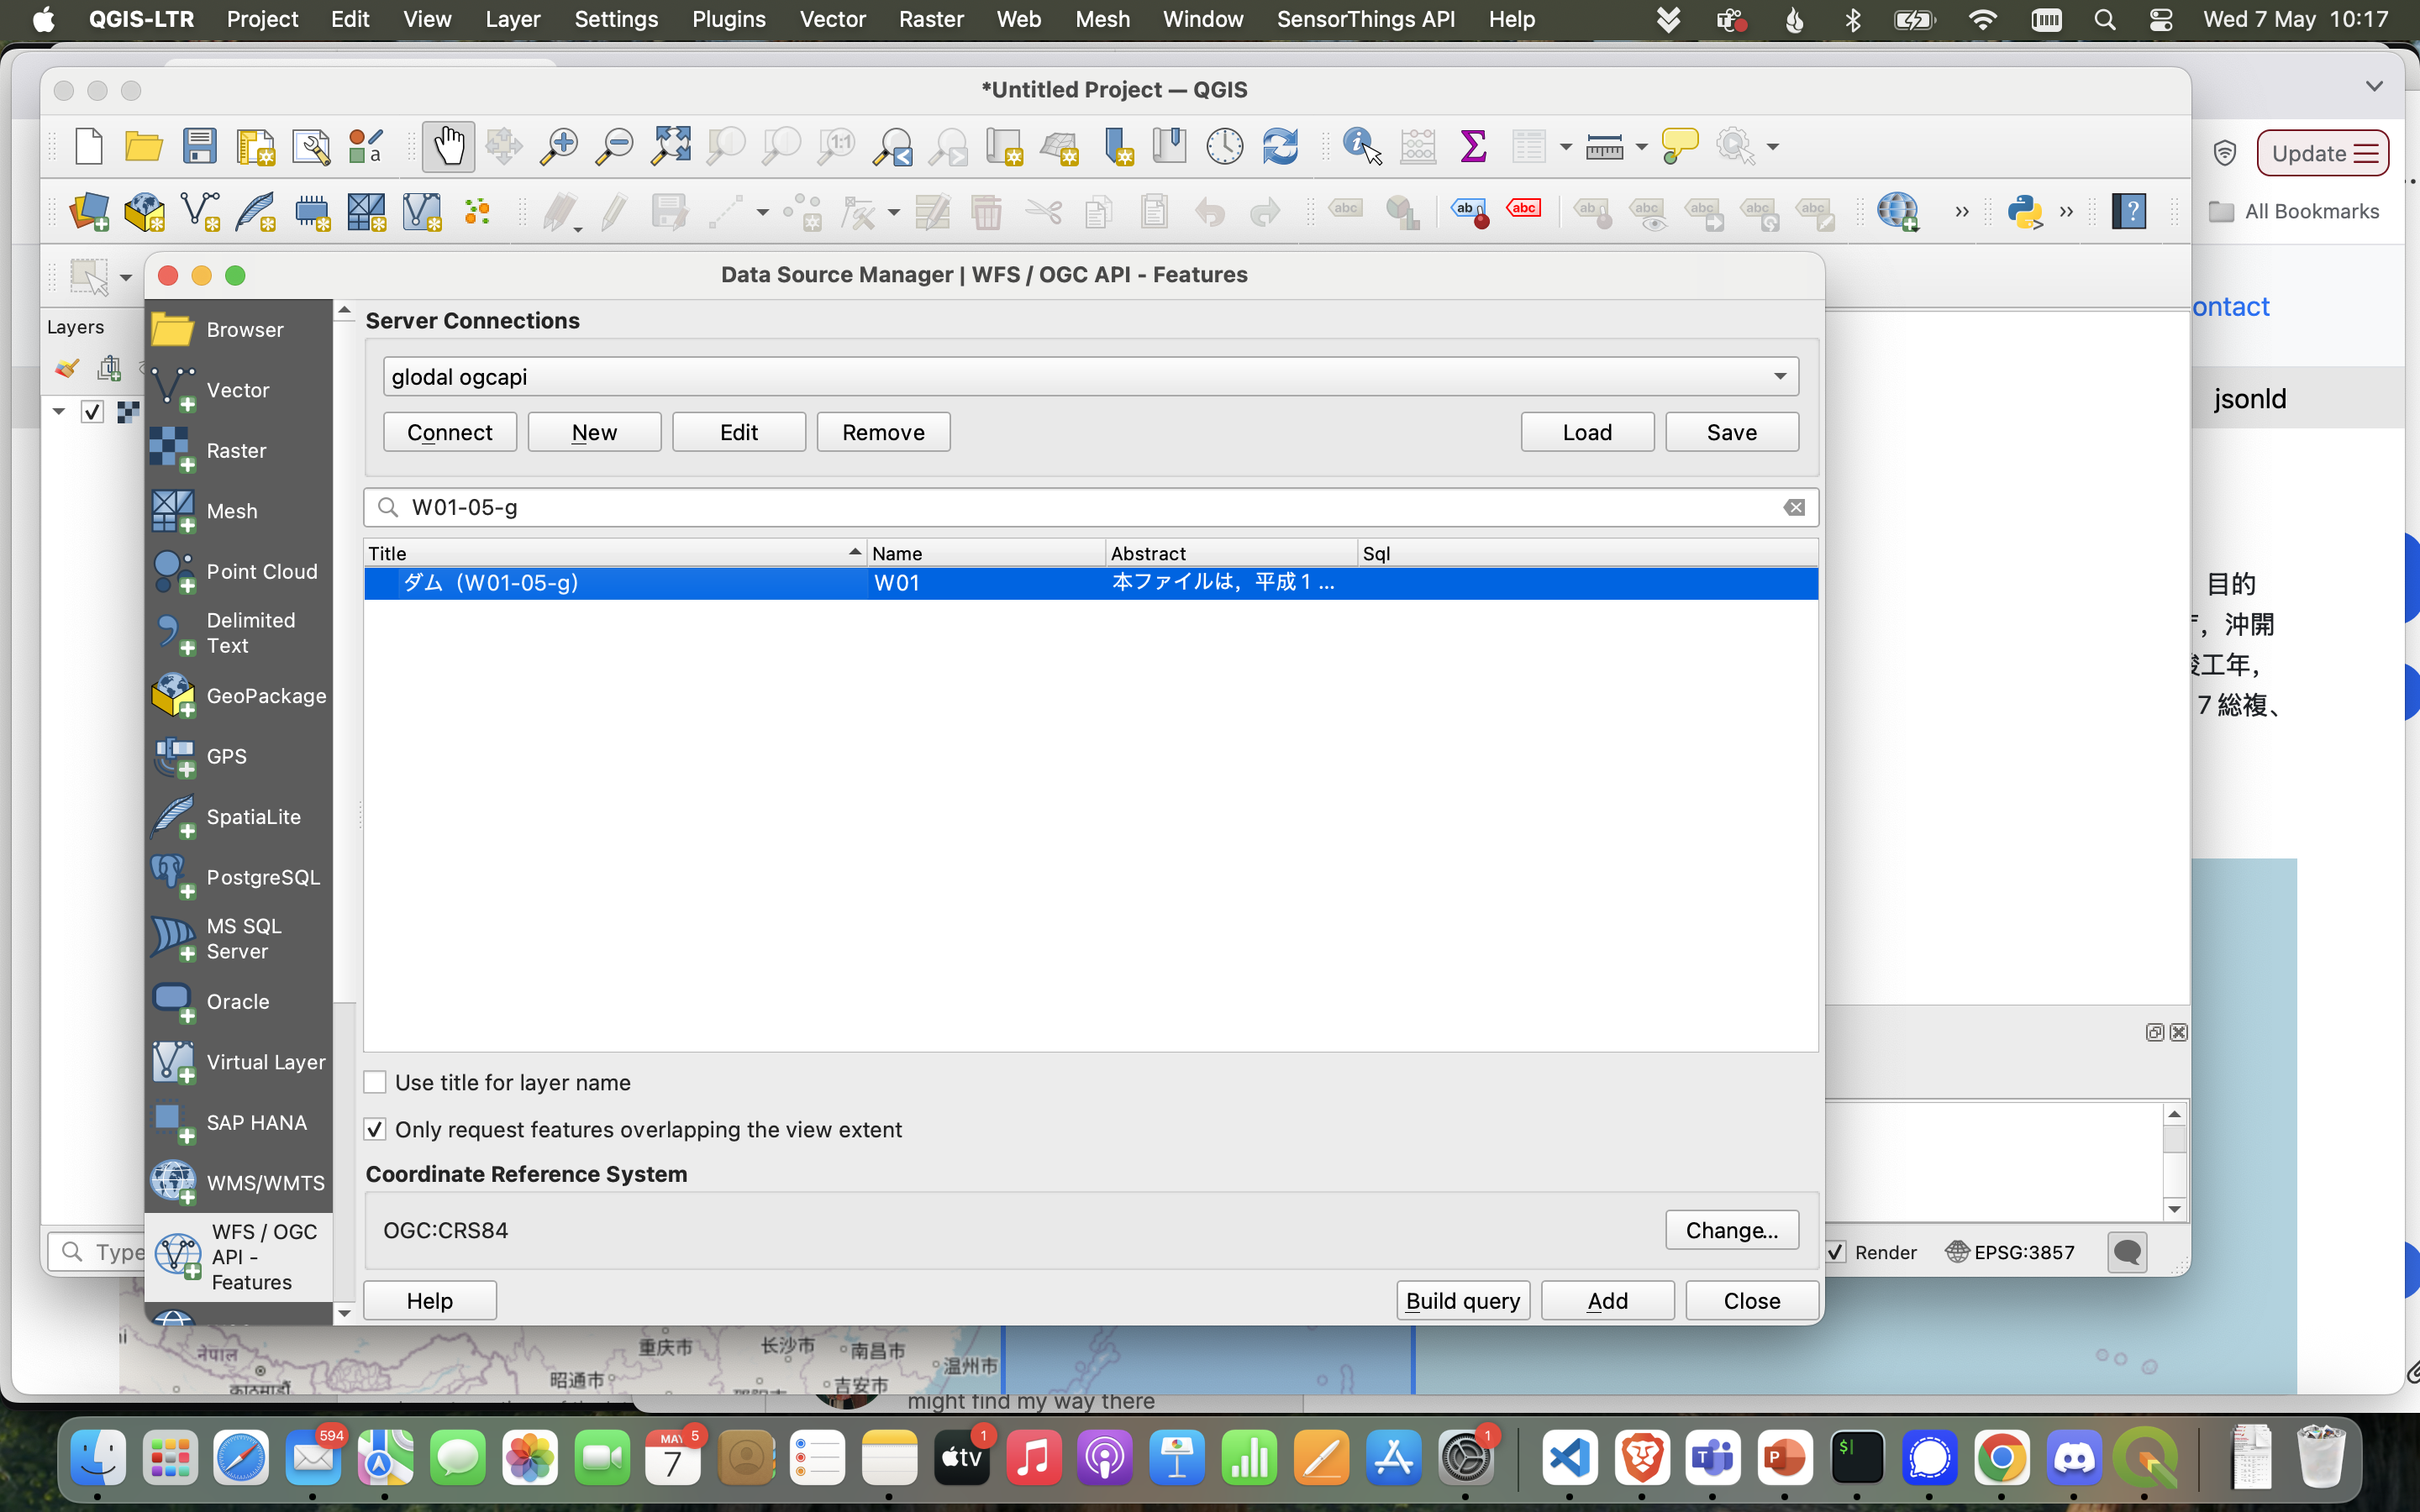 QGIS-LTR Project Edit View Layer Settings Plugins Vector Raster Web Mesh Window SensorThings API Help Wed 7 May 10:17
*Untitled Project — QGIS
Update
All Bookmarks
Data Source Manager | WFS / OGC API - Features
Layers
Browser
Vector
Raster
Mesh
Point Cloud
Delimited
Text
GeoPackage
GPS
SpatiaLite
PostgreSQL
MS SQL
Server
Oracle
Virtual Layer
SAP HANA
WMS/WMTS
WFS / OGC
API -
Features
Server Connections
glodal ogcapi
Connect New Edit Remove Load Save
W01-05-g
Title Name Abstract Sql
ダム（W01-05-g) W01 本ファイルは，平成１...
Use title for layer name
Only request features overlapping the view extent
Coordinate Reference System
OGC:CRS84 Change...
Help Build query Add Close
ontact
jsonld
目的
，沖開
工年，
７総複、
Type
Render EPSG:3857
नेपाल
重庆市
长沙市
南昌市
温州市
昭通市
吉安市
might find my way there
594
MAY
7
5
tv
1
1